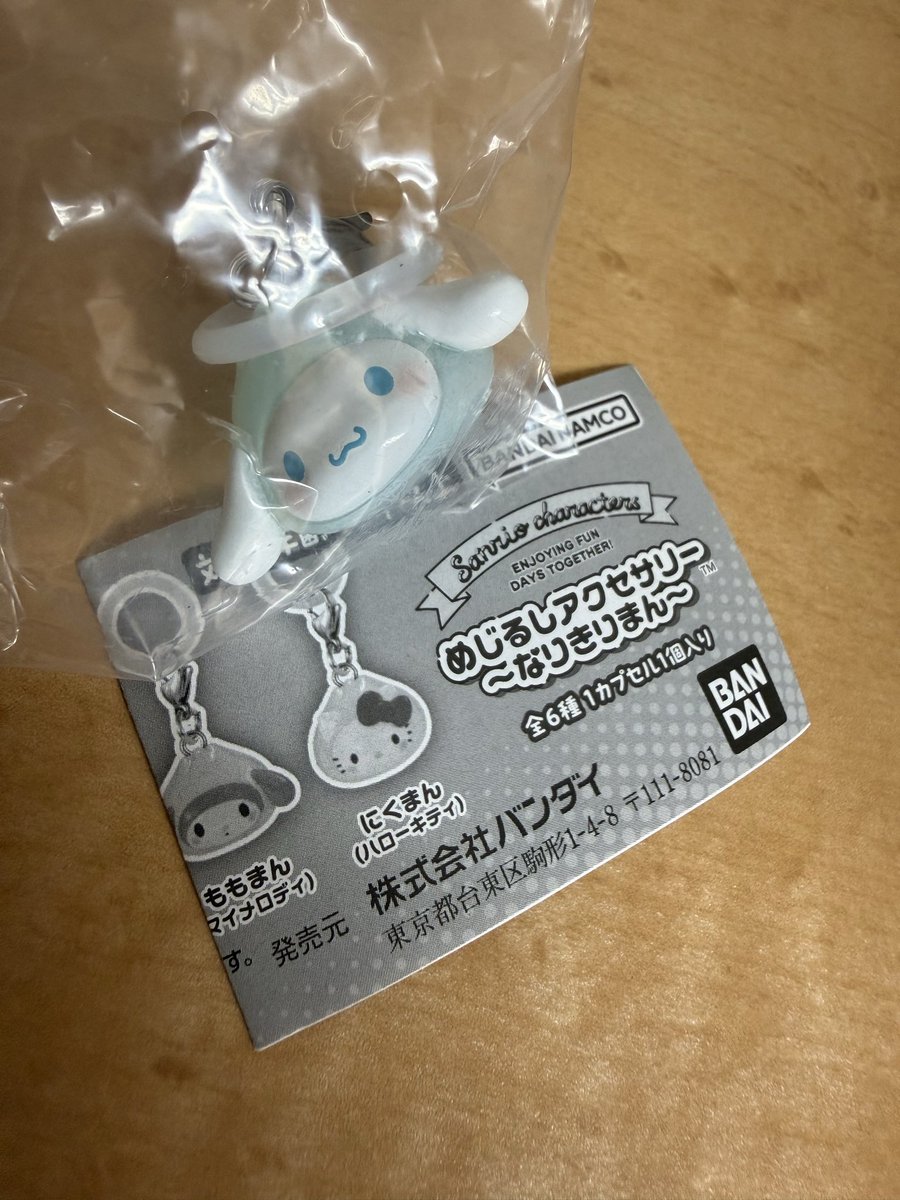 BANDAI NAMCO
Sanrio characters
ENJOYING FUN
DAYS TOGETHER!
めじるしアクセサリー™
〜なりきりまん〜
全6種 1カプセル1個入り
BAN
DAI
にくまん
(ハローキティ)
ももまん
マイメロディ)
す。 発売元
株式会社バンダイ
東京都台東区駒形1-4-8 〒111-8081